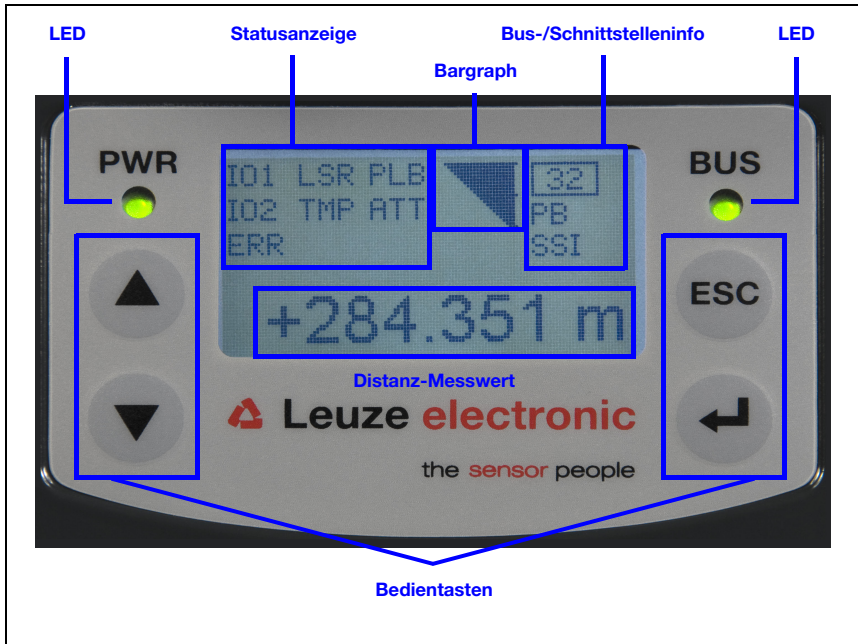 LED
Statusanzeige
Bus-/Schnittstelleninfo
LED
Bargraph
PWR
BUS
IO1 LSR PLB
IO2 TMP ATT
ERR
32
PB
SSI
ESC
+284.351 m
Distanz-Messwert
Leuze electronic
the sensor people
Bedientasten